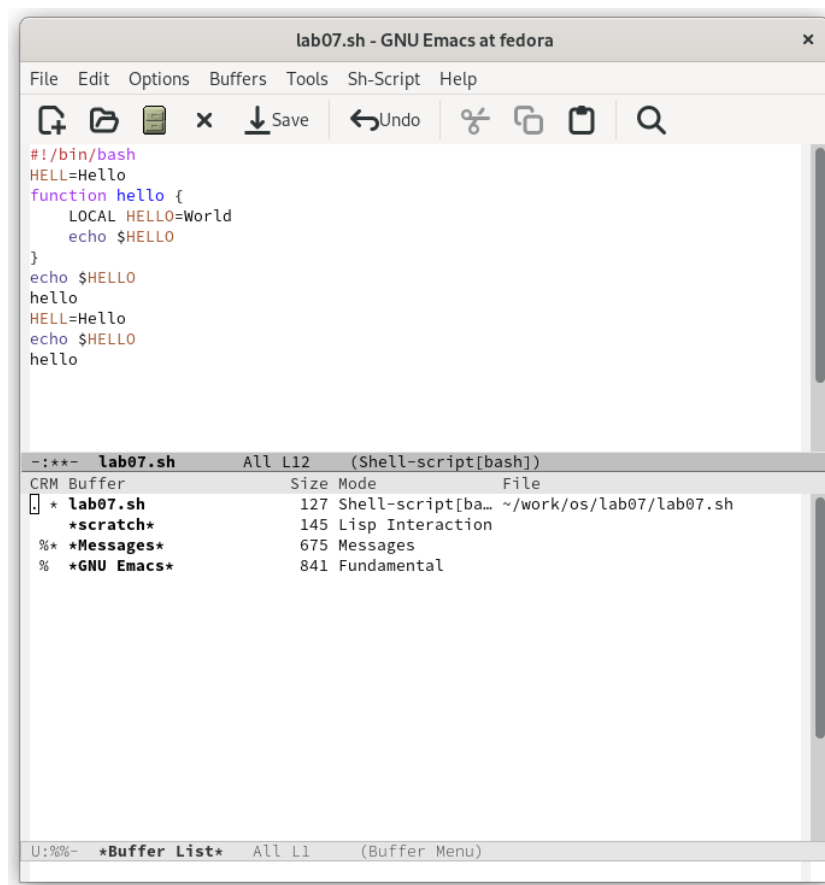 lab07.sh - GNU Emacs at fedora ×
File Edit Options Buffers Tools Sh-Script Help
Save Undo
#!/bin/bash
HELL=Hello
function hello {
    LOCAL HELLO=World
    echo $HELLO
}
echo $HELLO
hello
HELL=Hello
echo $HELLO
hello
-:**-  lab07.sh       All L12    (Shell-script[bash])
CRM Buffer                 Size Mode             File
. * lab07.sh                127 Shell-script[ba… ~/work/os/lab07/lab07.sh
    *scratch*               145 Lisp Interaction
 %* *Messages*              675 Messages
 %  *GNU Emacs*             841 Fundamental
U:%%-  *Buffer List*   All L1     (Buffer Menu)